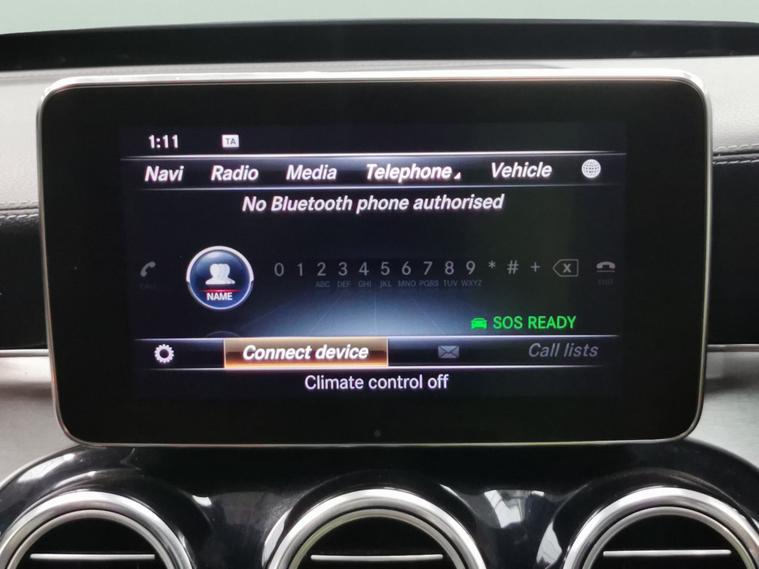 1:11 TA
Navi Radio Media Telephone Vehicle
No Bluetooth phone authorised
0 1 2 3 4 5 6 7 8 9 * # +
CALL ABC DEF GHI JKL MNO PQRS TUV WXYZ END
NAME
SOS READY
Connect device Call lists
Climate control off